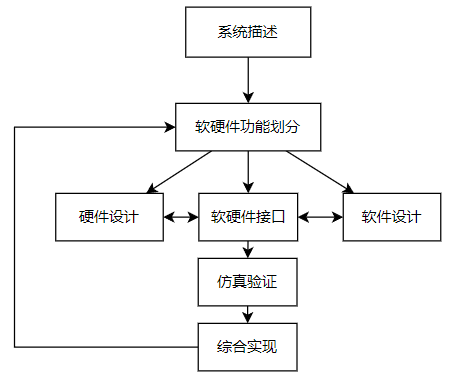 系统描述
软硬件功能划分
硬件设计
软硬件接口
软件设计
仿真验证
综合实现